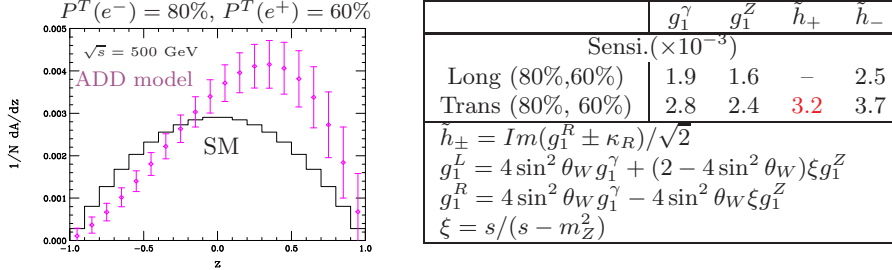 P^T(e^-) = 80%, P^T(e^+) = 60%
√s = 500 GeV
ADD model
SM
1/N dA/dz
0.005
0.004
0.003
0.002
0.001
0.000
−1.0 −0.5 0.0 0.5 1.0
z
g_1^γ g_1^Z h̃_+ h̃_-
Sensi.(×10^{-3})
Long (80%,60%) 1.9 1.6 – 2.5
Trans (80%, 60%) 2.8 2.4 3.2 3.7
h̃_± = Im(g_1^R ± κ_R)/√2
g_1^L = 4 sin^2 θ_W g_1^γ + (2 − 4 sin^2 θ_W)ξg_1^Z
g_1^R = 4 sin^2 θ_W g_1^γ − 4 sin^2 θ_W ξg_1^Z
ξ = s/(s − m_Z^2)